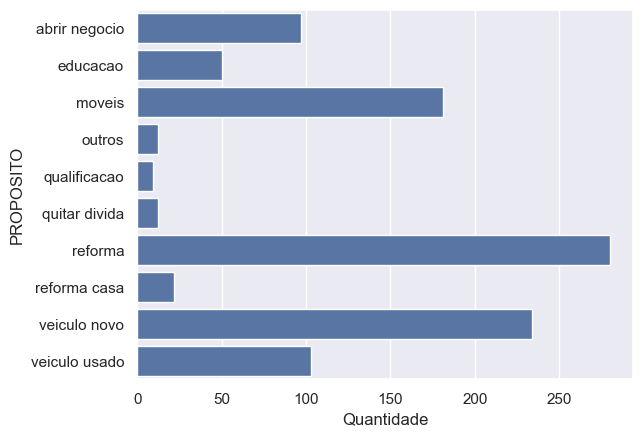 abrir negocio
educacao
moveis
outros
qualificacao
quitar divida
reforma
reforma casa
veiculo novo
veiculo usado
PROPOSITO
0 50 100 150 200 250
Quantidade